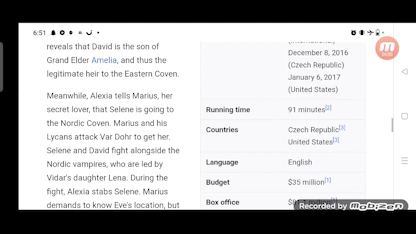 6:51
reveals that David is the son of
Grand Elder Amelia, and thus the
legitimate heir to the Eastern Coven.
Meanwhile, Alexia tells Marius, her
secret lover, that Selene is going to
the Nordic Coven. Marius and his
Lycans attack Var Dohr to get her.
Selene and David fight alongside the
Nordic vampires, who are led by
Vidar's daughter Lena. During the
fight, Alexia stabs Selene. Marius
demands to know Eve's location, but
December 8, 2016
(Czech Republic)
January 6, 2017
(United States)
Running time 91 minutes[2]
Countries Czech Republic[3]
United States[3]
Language English
Budget $35 million[1]
Box office
Recorded by Mobizen